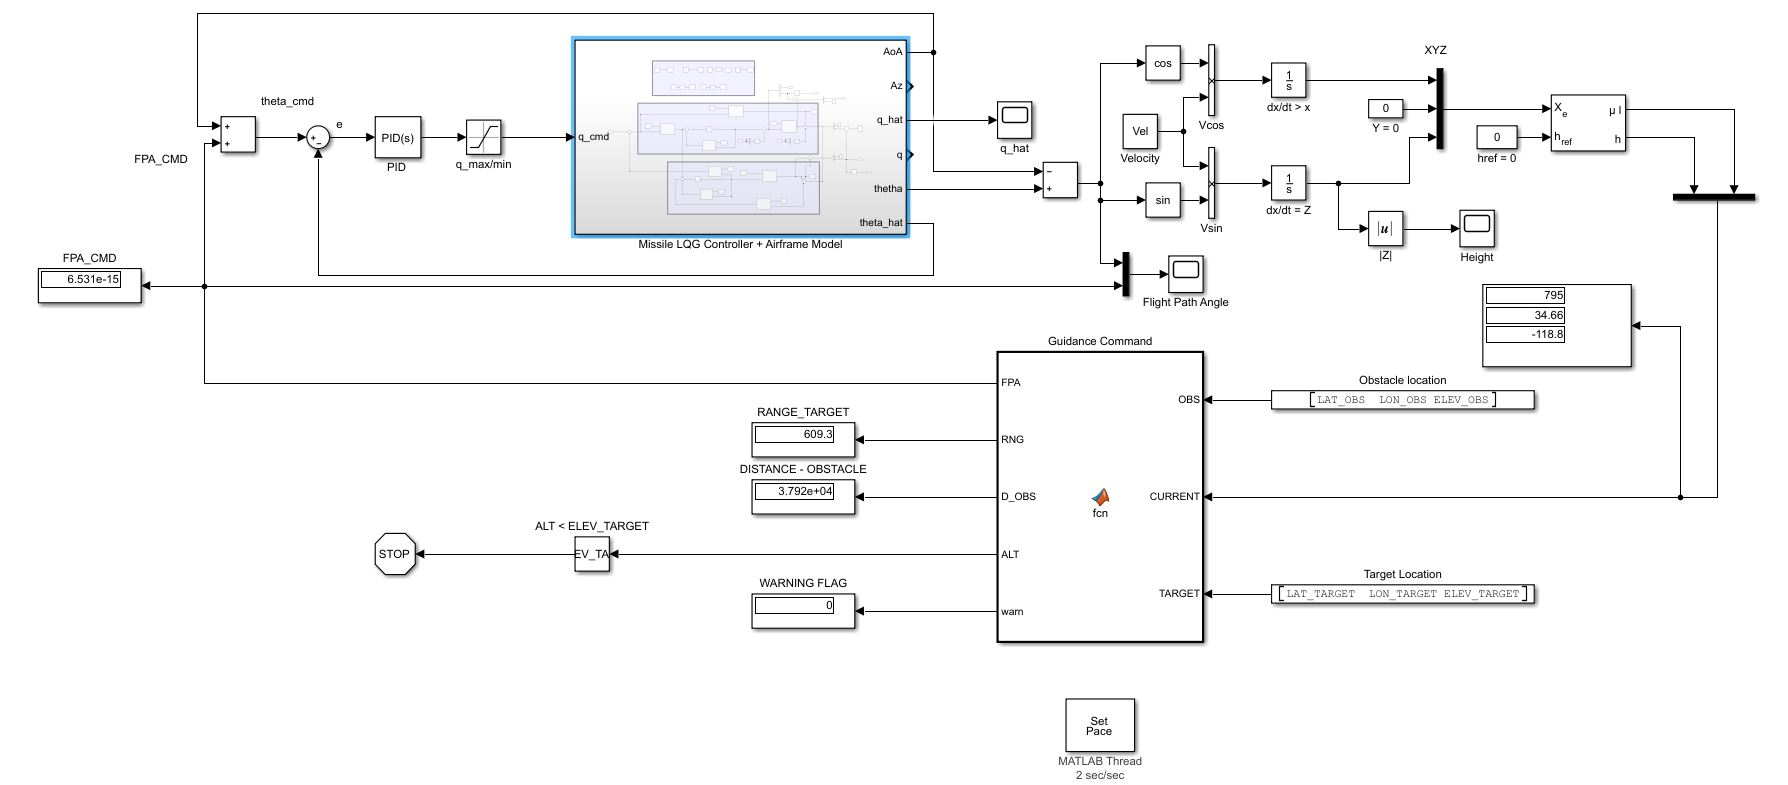 XYZ
AoA
cos
1
s
dx/dt > x
X
e
μ l
Az
theta_cmd
0
Y = 0
+
+
e
+
−
PID(s)
PID
q_max/min
q_cmd
q_hat
q_hat
Vel
Velocity
Vcos
0
href = 0
h
ref
h
FPA_CMD
q
thetha
−
+
theta_hat
sin
Vsin
1
s
dx/dt = Z
|u|
|Z|
Height
Missile LQG Controller + Airframe Model
FPA_CMD
6.531e-15
Flight Path Angle
795
34.66
-118.8
Guidance Command
FPA
Obstacle location
OBS
[LAT_OBS LON_OBS ELEV_OBS]
RANGE_TARGET
609.3
RNG
DISTANCE - OBSTACLE
3.792e+04
D_OBS
fcn
CURRENT
ALT < ELEV_TARGET
STOP
EV_TA
ALT
WARNING FLAG
0
warn
Target Location
TARGET
[LAT_TARGET LON_TARGET ELEV_TARGET]
Set
Pace
MATLAB Thread
2 sec/sec